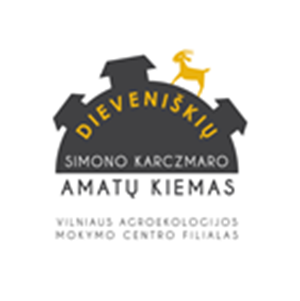 DIEVENIŠKIŲ
SIMONO KARCZMARO
AMATŲ KIEMAS
VILNIAUS AGROEKOLOGIJOS
MOKYMO CENTRO FILIALAS